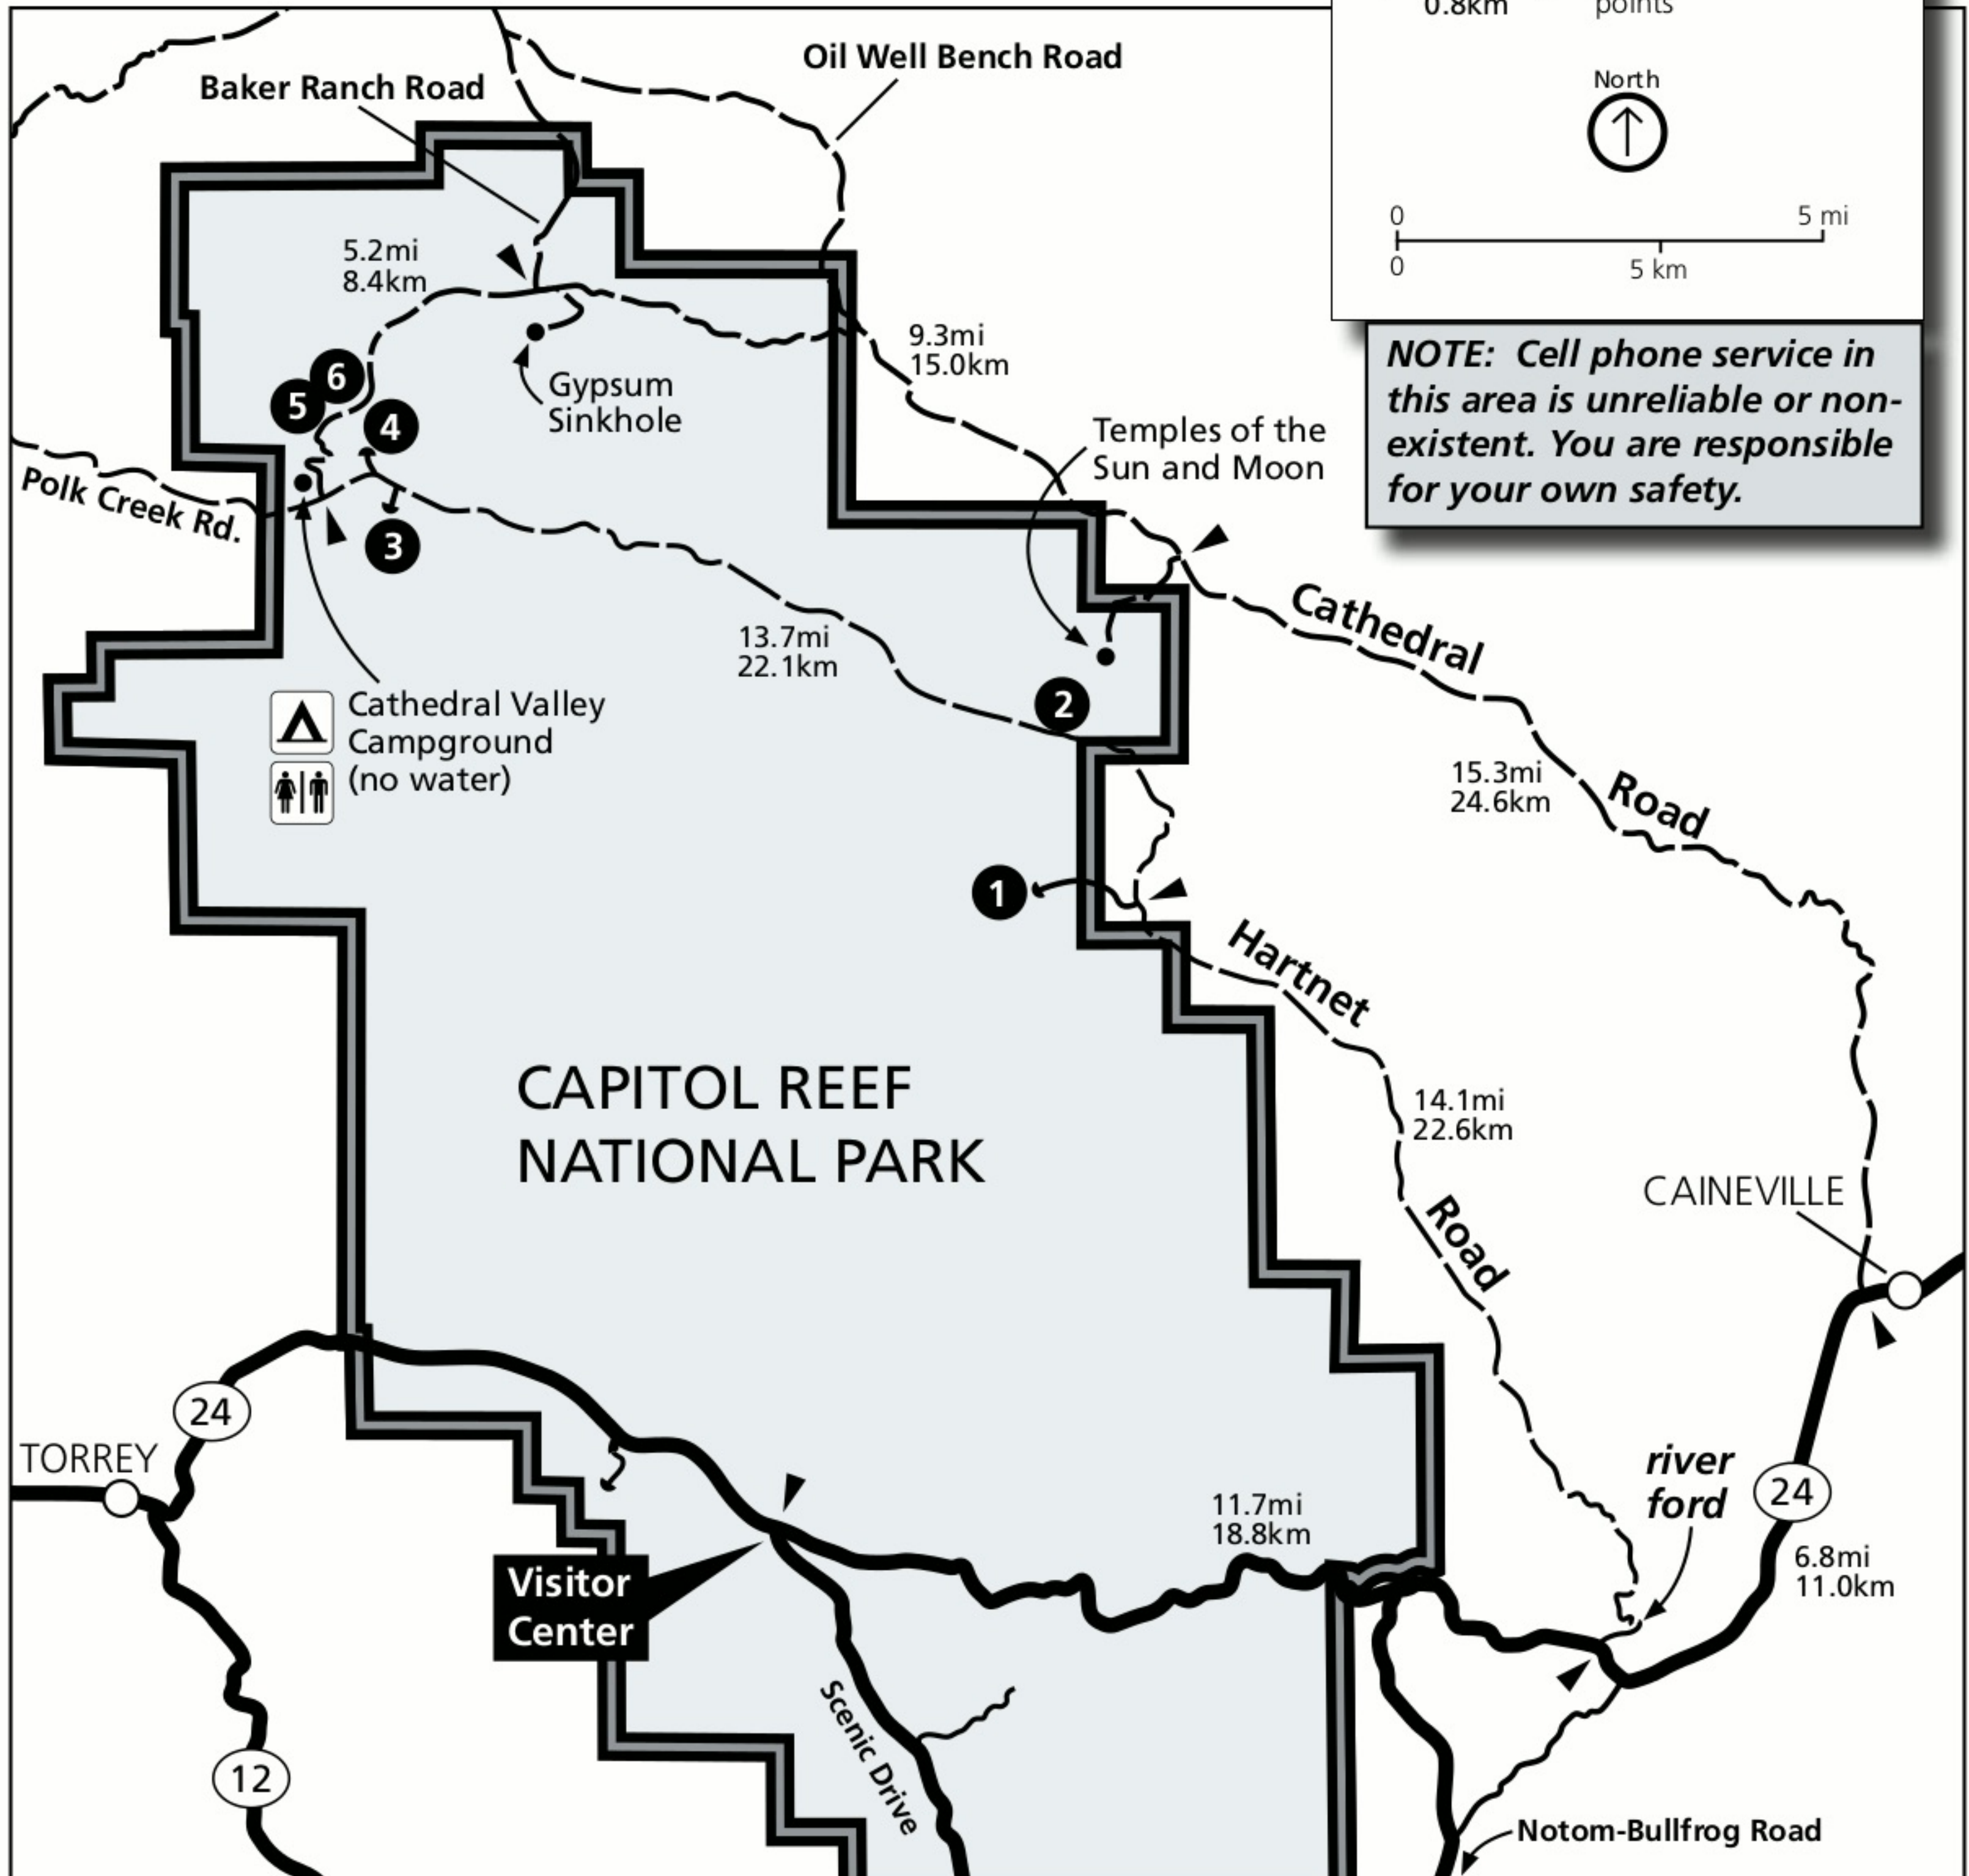 0.8km
points
North
0
5 mi
0
5 km
NOTE: Cell phone service in
this area is unreliable or non-
existent. You are responsible
for your own safety.
Oil Well Bench Road
Baker Ranch Road
5.2mi
8.4km
9.3mi
15.0km
6
5
4
3
Gypsum
Sinkhole
Temples of the
Sun and Moon
Polk Creek Rd.
Cathedral
Road
13.7mi
22.1km
2
Cathedral Valley
Campground
(no water)
15.3mi
24.6km
1
Hartnet
Road
CAPITOL REEF
NATIONAL PARK
14.1mi
22.6km
CAINEVILLE
24
TORREY
river
ford
24
11.7mi
18.8km
6.8mi
11.0km
Visitor
Center
Scenic Drive
12
Notom-Bullfrog Road